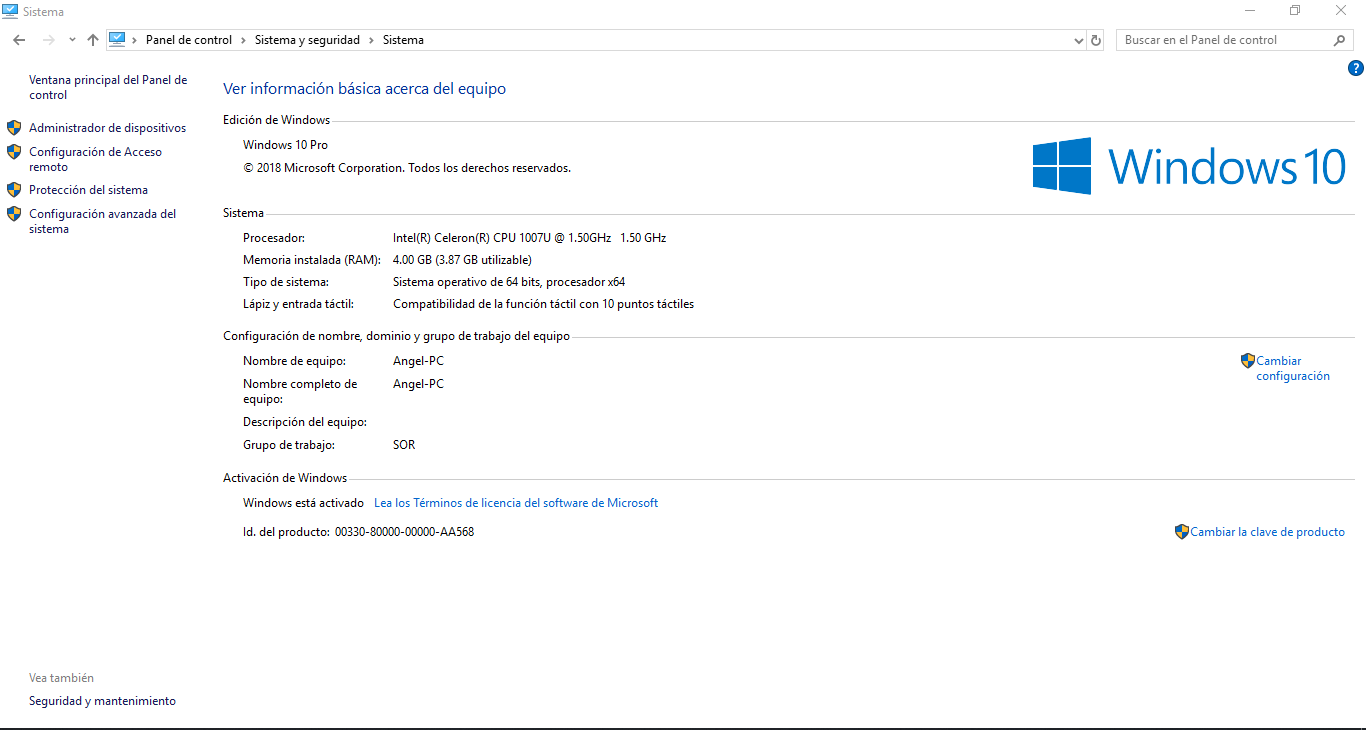 Sistema
Panel de control > Sistema y seguridad > Sistema
Buscar en el Panel de control
Ventana principal del Panel de
control
Administrador de dispositivos
Configuración de Acceso
remoto
Protección del sistema
Configuración avanzada del
sistema
Vea también
Seguridad y mantenimiento
?
Ver información básica acerca del equipo
Edición de Windows
Windows 10 Pro
© 2018 Microsoft Corporation. Todos los derechos reservados.
Windows 10
Sistema
Procesador: Intel(R) Celeron(R) CPU 1007U @ 1.50GHz 1.50 GHz
Memoria instalada (RAM): 4.00 GB (3.87 GB utilizable)
Tipo de sistema: Sistema operativo de 64 bits, procesador x64
Lápiz y entrada táctil: Compatibilidad de la función táctil con 10 puntos táctiles
Configuración de nombre, dominio y grupo de trabajo del equipo
Nombre de equipo: Angel-PC
Cambiar
configuración
Nombre completo de
equipo: Angel-PC
Descripción del equipo:
Grupo de trabajo: SOR
Activación de Windows
Windows está activado Lea los Términos de licencia del software de Microsoft
Id. del producto: 00330-80000-00000-AA568
Cambiar la clave de producto